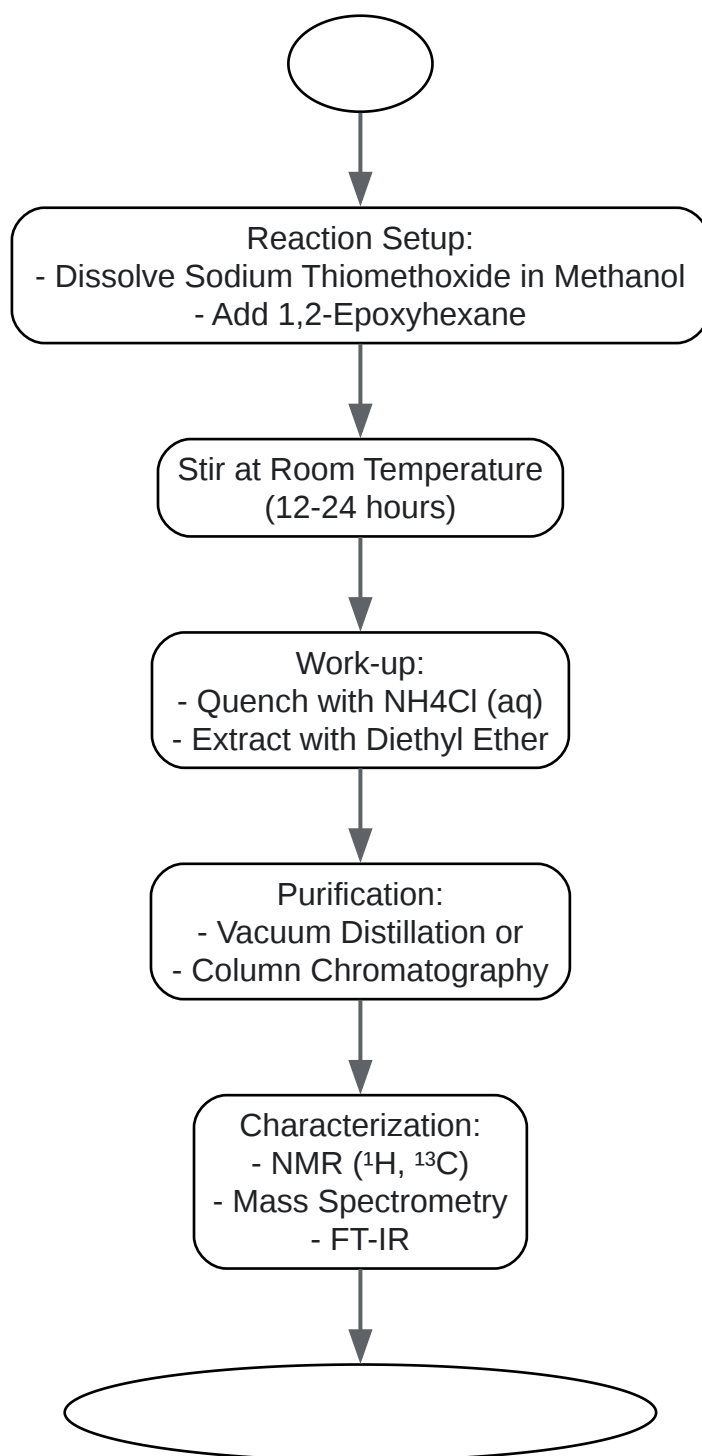 Reaction Setup:
- Dissolve Sodium Thiomethoxide in Methanol
- Add 1,2-Epoxyhexane
Stir at Room Temperature
(12-24 hours)
Work-up:
- Quench with NH4Cl (aq)
- Extract with Diethyl Ether
Purification:
- Vacuum Distillation or
- Column Chromatography
Characterization:
- NMR (¹H, ¹³C)
- Mass Spectrometry
- FT-IR